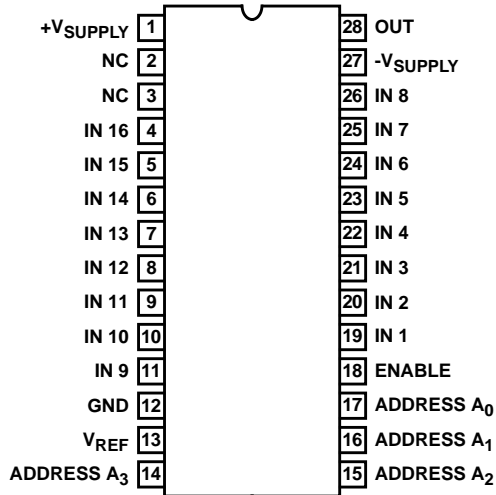 +VSUPPLY 1 28 OUT
NC 2 27 -VSUPPLY
NC 3 26 IN 8
IN 16 4 25 IN 7
IN 15 5 24 IN 6
IN 14 6 23 IN 5
IN 13 7 22 IN 4
IN 12 8 21 IN 3
IN 11 9 20 IN 2
IN 10 10 19 IN 1
IN 9 11 18 ENABLE
GND 12 17 ADDRESS A0
VREF 13 16 ADDRESS A1
ADDRESS A3 14 15 ADDRESS A2